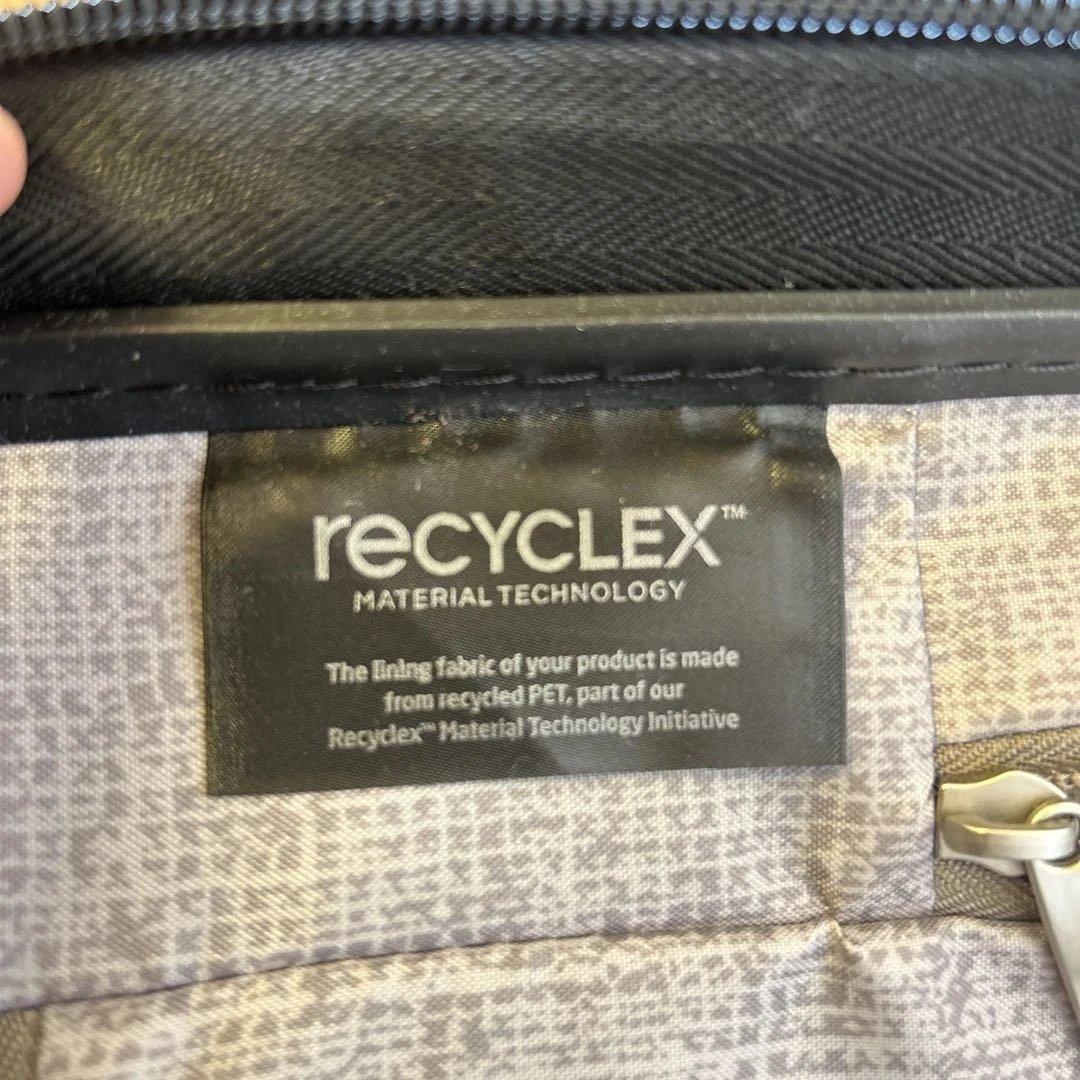 recyclex™
MATERIAL TECHNOLOGY
The lining fabric of your product is made
from recycled PET, part of our
Recyclex™ Material Technology Initiative